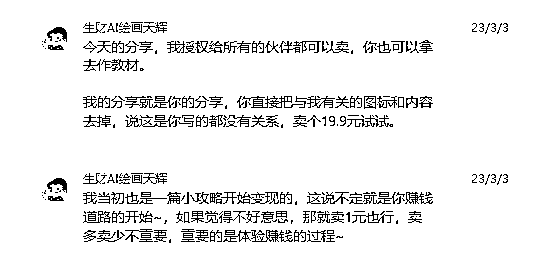 生财AI绘画天辉
23/3/3
今天的分享，我授权给所有的伙伴都可以卖，你也可以拿
去作教材。
我的分享就是你的分享，你直接把与我有关的图标和内容
去掉，说这是你写的都没有关系，卖个19.9元试试。
生财AI绘画天辉
23/3/3
我当初也是一篇小攻略开始变现的，这说不定就是你赚钱
道路的开始~，如果觉得不好意思，那就卖1元也行，卖
多卖少不重要，重要的是体验赚钱的过程~